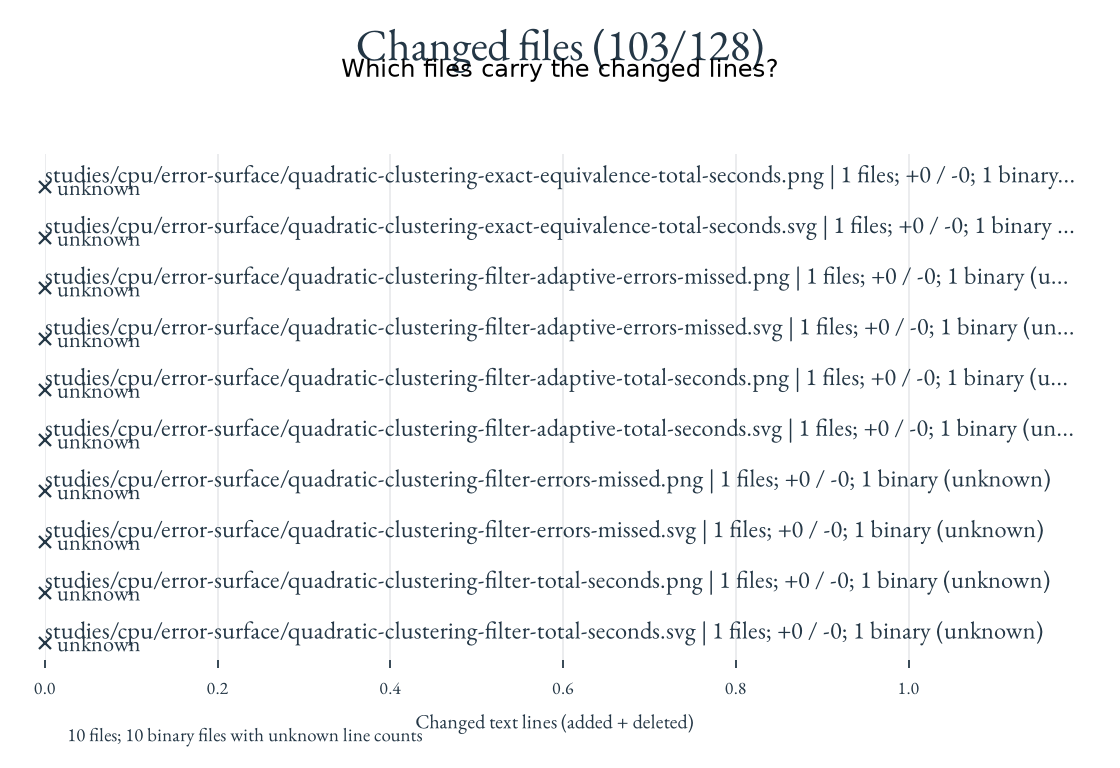 Changed files (103/128)
Which files carry the changed lines?
studies/cpu/error-surface/quadratic-clustering-exact-equivalence-total-seconds.png | 1 files; +0 / -0; 1 binary...
unknown
studies/cpu/error-surface/quadratic-clustering-exact-equivalence-total-seconds.svg | 1 files; +0 / -0; 1 binary ...
unknown
studies/cpu/error-surface/quadratic-clustering-filter-adaptive-errors-missed.png | 1 files; +0 / -0; 1 binary (u...
unknown
studies/cpu/error-surface/quadratic-clustering-filter-adaptive-errors-missed.svg | 1 files; +0 / -0; 1 binary (un...
unknown
studies/cpu/error-surface/quadratic-clustering-filter-adaptive-total-seconds.png | 1 files; +0 / -0; 1 binary (u...
unknown
studies/cpu/error-surface/quadratic-clustering-filter-adaptive-total-seconds.svg | 1 files; +0 / -0; 1 binary (un...
unknown
studies/cpu/error-surface/quadratic-clustering-filter-errors-missed.png | 1 files; +0 / -0; 1 binary (unknown)
unknown
studies/cpu/error-surface/quadratic-clustering-filter-errors-missed.svg | 1 files; +0 / -0; 1 binary (unknown)
unknown
studies/cpu/error-surface/quadratic-clustering-filter-total-seconds.png | 1 files; +0 / -0; 1 binary (unknown)
unknown
studies/cpu/error-surface/quadratic-clustering-filter-total-seconds.svg | 1 files; +0 / -0; 1 binary (unknown)
unknown
0.0 0.2 0.4 0.6 0.8 1.0
Changed text lines (added + deleted)
10 files; 10 binary files with unknown line counts